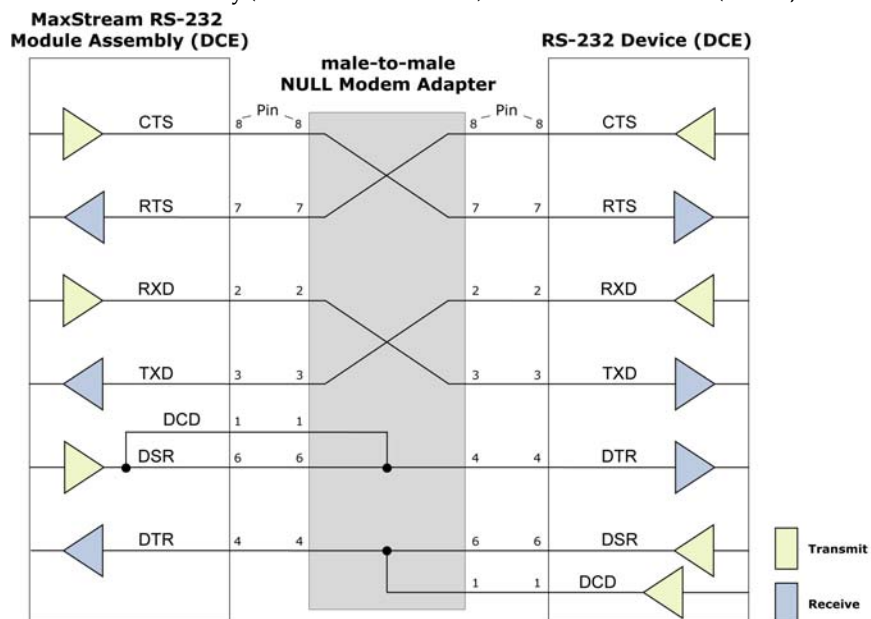 MaxStream RS-232
Module Assembly (DCE)
RS-232 Device (DCE)
male-to-male
NULL Modem Adapter
CTS 8 Pin 8 8 Pin 8 CTS
RTS 7 7 7 7 RTS
RXD 2 2 2 2 RXD
TXD 3 3 3 3 TXD
DCD 1 1
DSR 6 6 4 4 DTR
DTR 4 4 6 6 DSR
1 1 DCD
Transmit
Receive